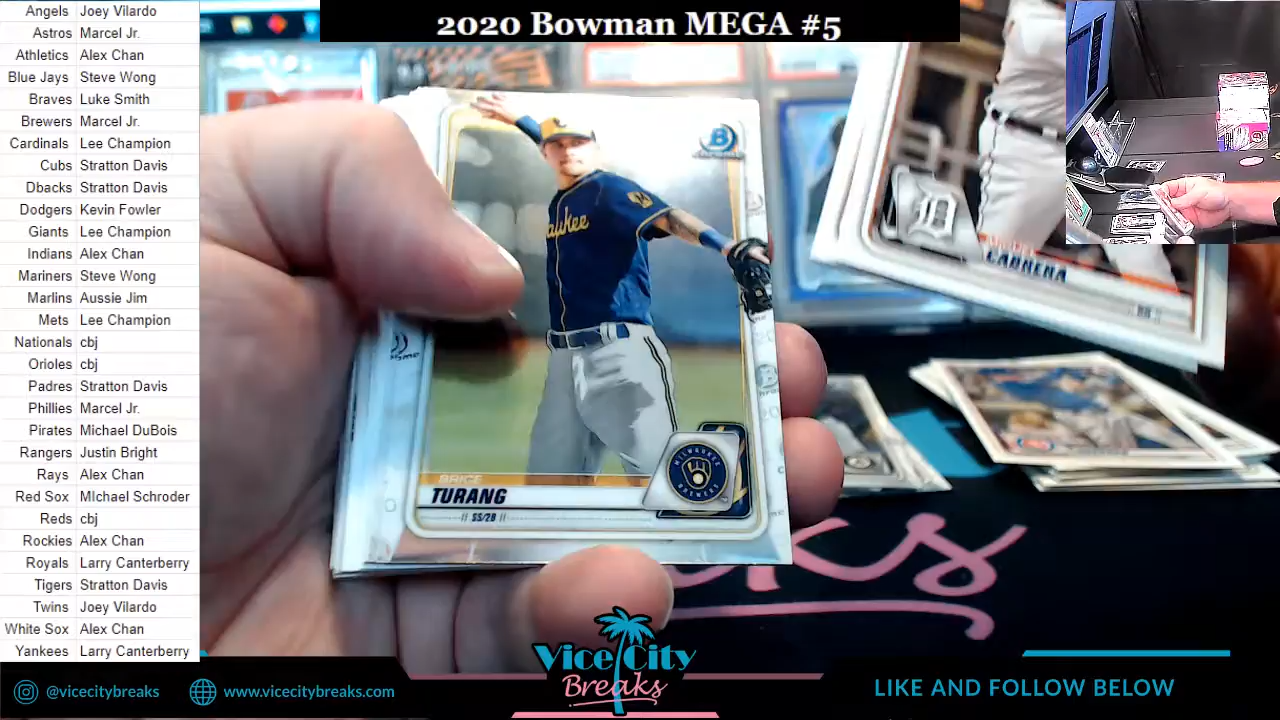 2020 Bowman MEGA #5
Angels Joey Vilardo
Astros Marcel Jr.
Athletics Alex Chan
Blue Jays Steve Wong
Braves Luke Smith
Brewers Marcel Jr.
Cardinals Lee Champion
Cubs Stratton Davis
Dbacks Stratton Davis
Dodgers Kevin Fowler
Giants Lee Champion
Indians Alex Chan
Mariners Steve Wong
Marlins Aussie Jim
Mets Lee Champion
Nationals cbj
Orioles cbj
Padres Stratton Davis
Phillies Marcel Jr.
Pirates Michael DuBois
Rangers Justin Bright
Rays Alex Chan
Red Sox MIchael Schroder
Reds cbj
Rockies Alex Chan
Royals Larry Canterberry
Tigers Stratton Davis
Twins Joey Vilardo
White Sox Alex Chan
Yankees Larry Canterberry
B
chrome
aukee
BRICE
TURANG
// SS/2B //
MILWAUKEE
BREWERS
D
CABRERA
Vice City
Breaks
@vicecitybreaks
www.vicecitybreaks.com
LIKE AND FOLLOW BELOW